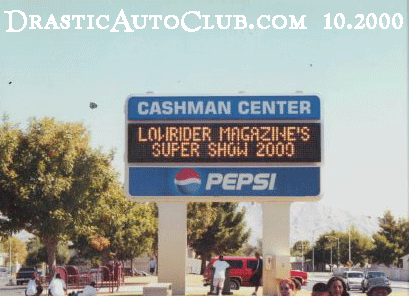 DrasticAutoClub.com 10.2000
CASHMAN CENTER
LOWRIDER MAGAZINE'S
SUPER SHOW 2000
PEPSI